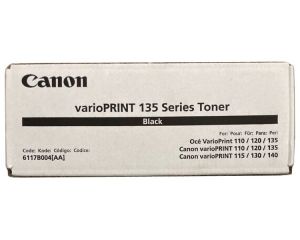 Canon
varioPRINT 135 Series Toner
Black
For: Pour: Für: Para: Per:
Code: Kode: Código: Codice:
6117B004[AA]
Océ VarioPrint 110 / 120 / 135
Canon varioPRINT 110 / 120 / 135
Canon varioPRINT 115 / 130 / 140